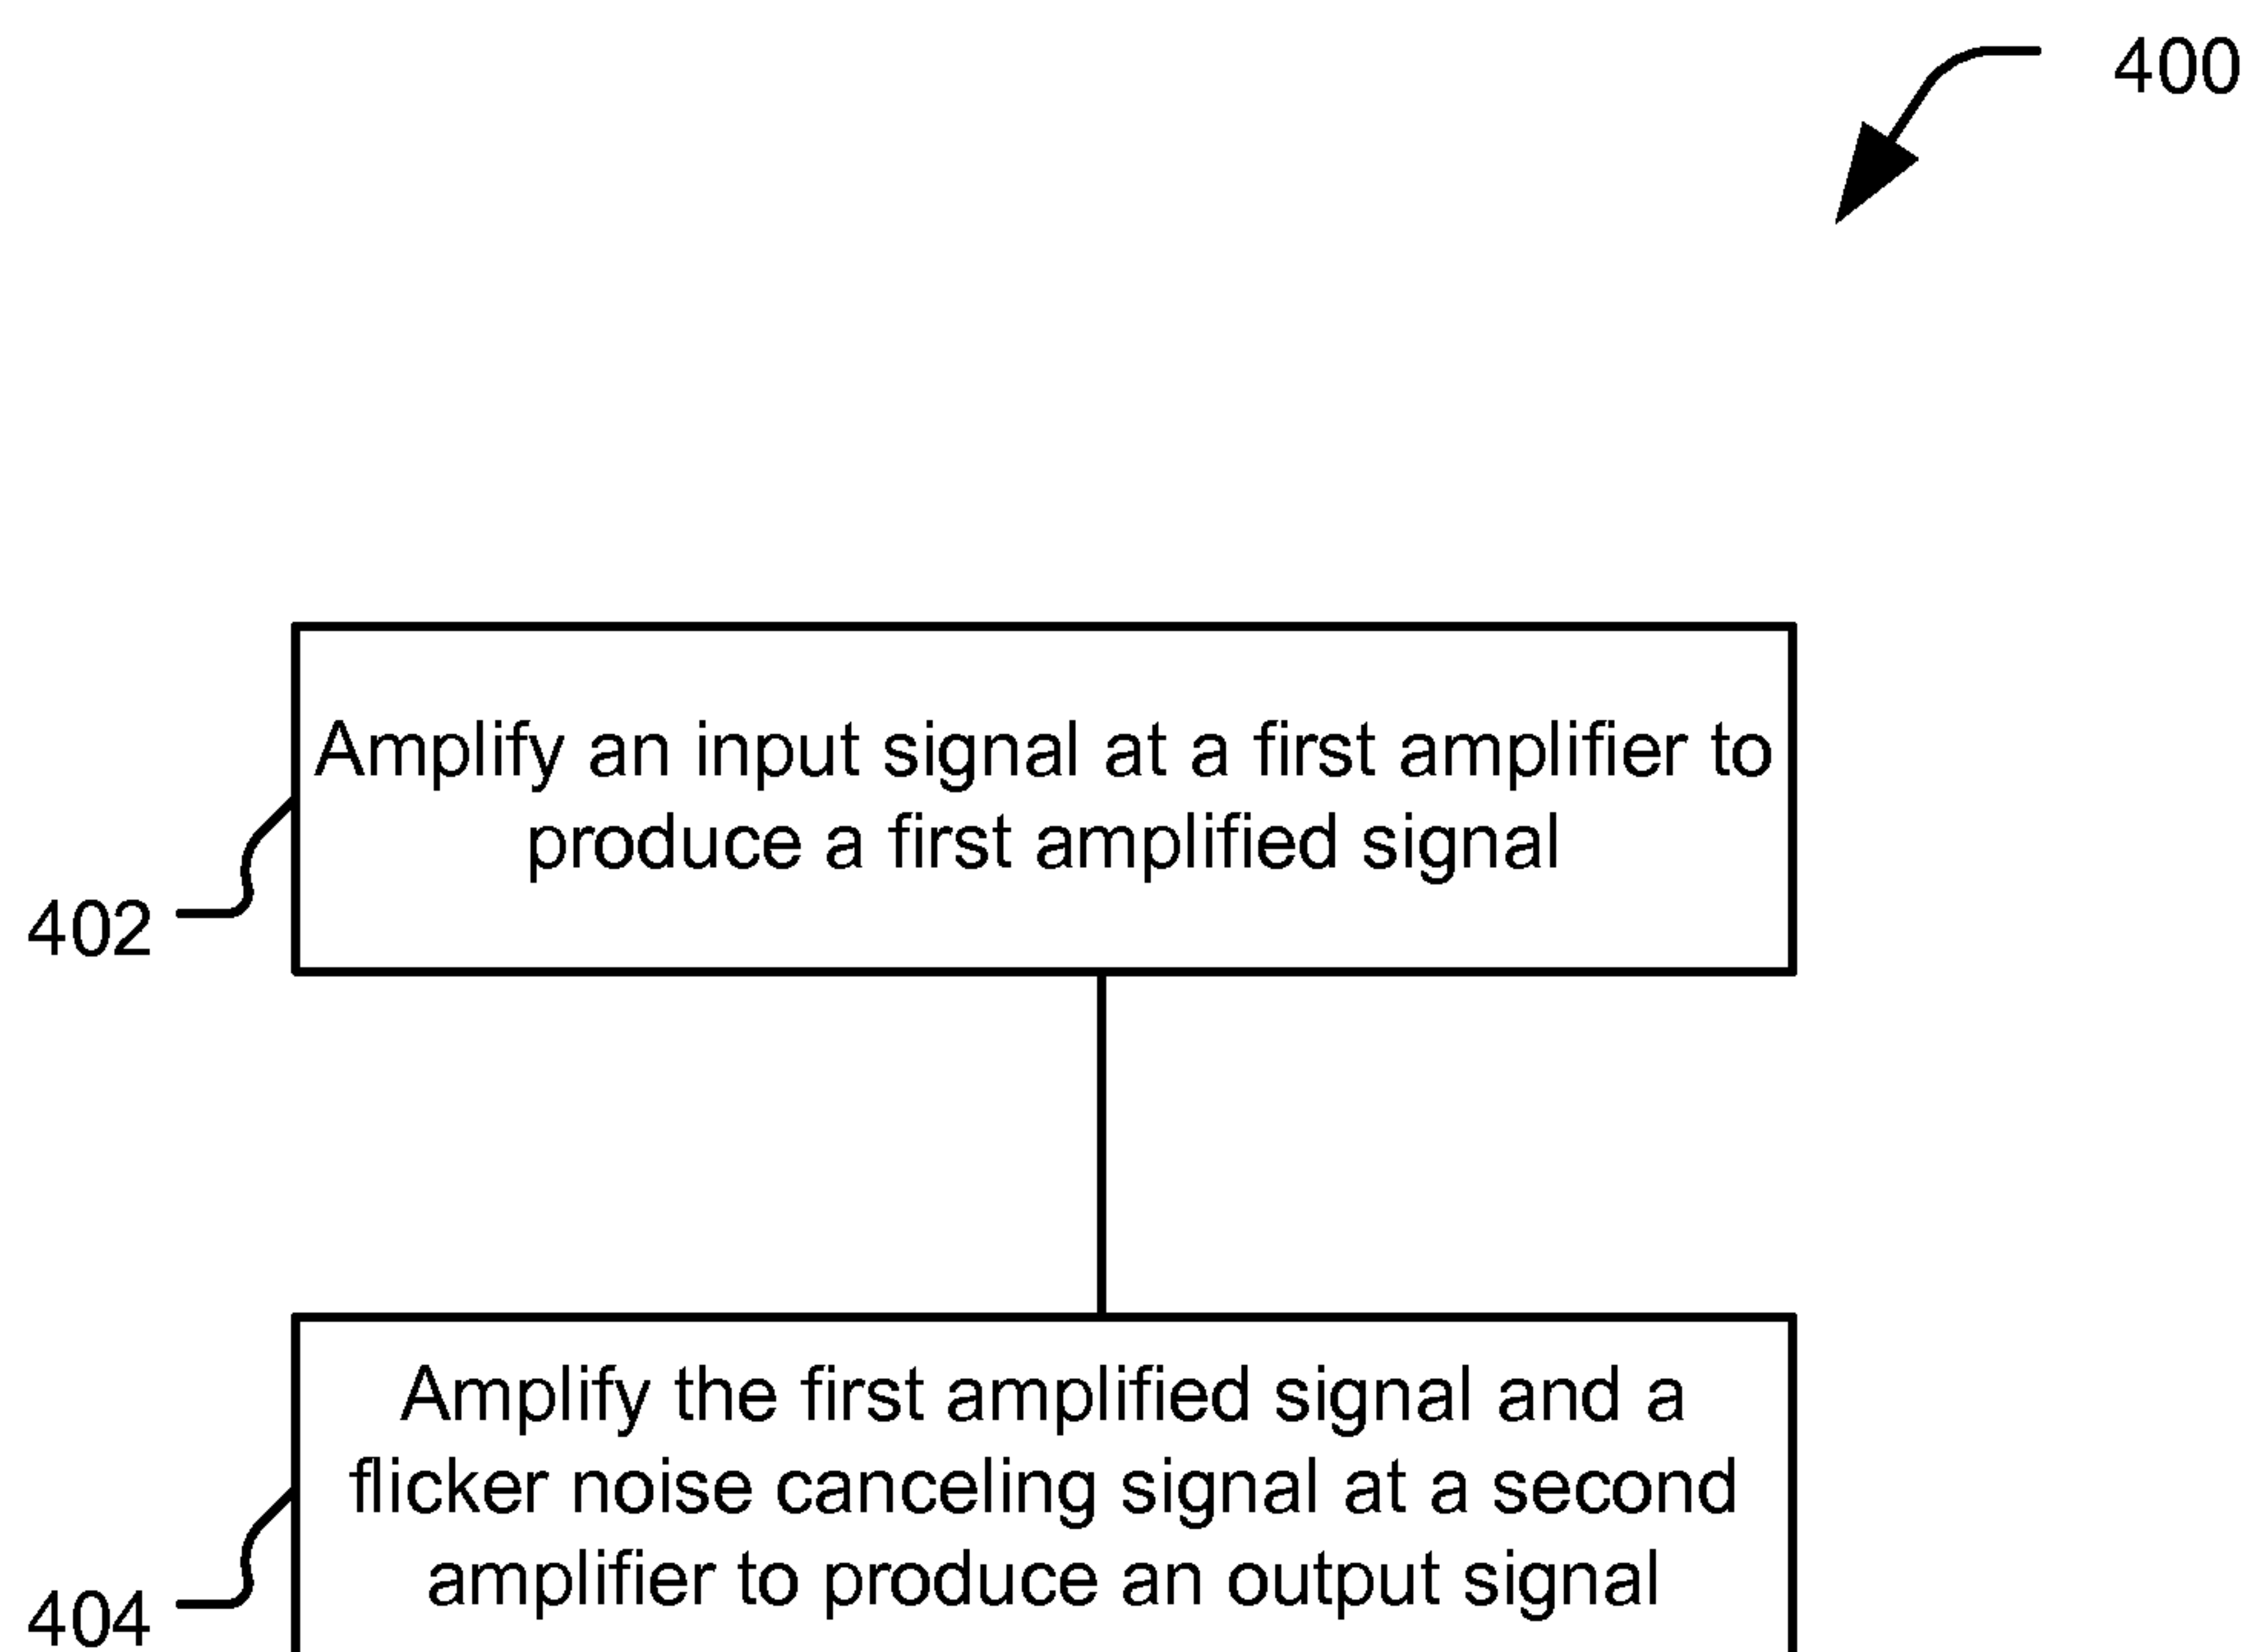 400
Amplify an input signal at a first amplifier to
produce a first amplified signal
402
Amplify the first amplified signal and a
flicker noise canceling signal at a second
amplifier to produce an output signal
404